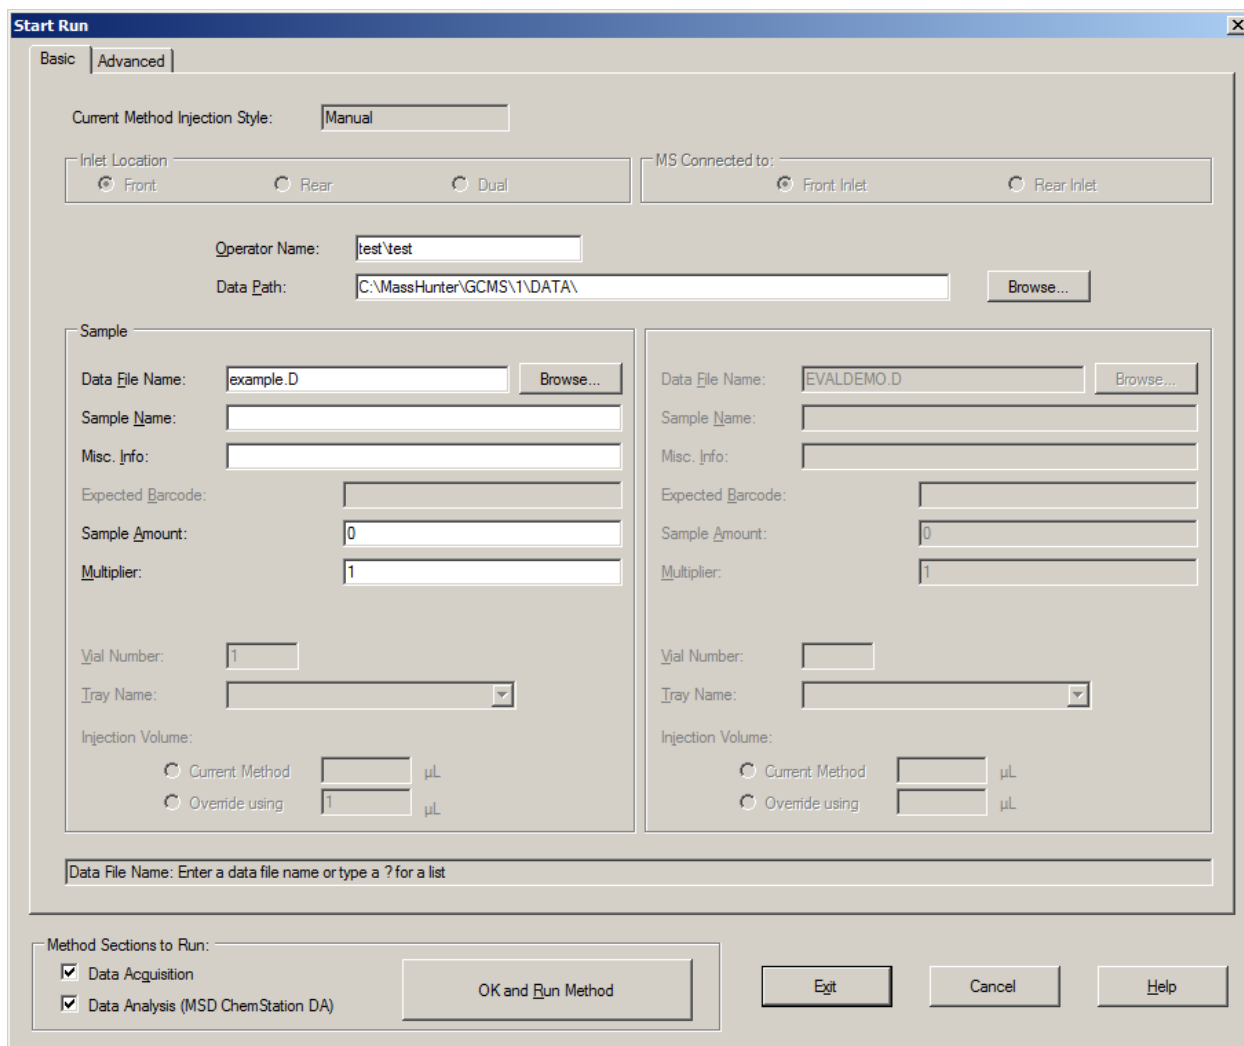 Start Run
Basic Advanced
Current Method Injection Style: Manual
Inlet Location MS Connected to:
Front Rear Dual Front Inlet Rear Inlet
Operator Name: test\test
Data Path: C:\MassHunter\GCMS\1\DATA\ Browse...
Sample
Data File Name: example.D Browse... Data File Name: EVALDEMO.D Browse...
Sample Name: Sample Name:
Misc. Info: Misc. Info:
Expected Barcode: Expected Barcode:
Sample Amount: 0 Sample Amount: 0
Multiplier: 1 Multiplier: 1
Vial Number: 1 Vial Number:
Tray Name: Tray Name:
Injection Volume: Injection Volume:
Current Method µL Current Method µL
Override using 1 µL Override using µL
Data File Name: Enter a data file name or type a ? for a list
Method Sections to Run:
Data Acquisition
Data Analysis (MSD ChemStation DA)
OK and Run Method Exit Cancel Help